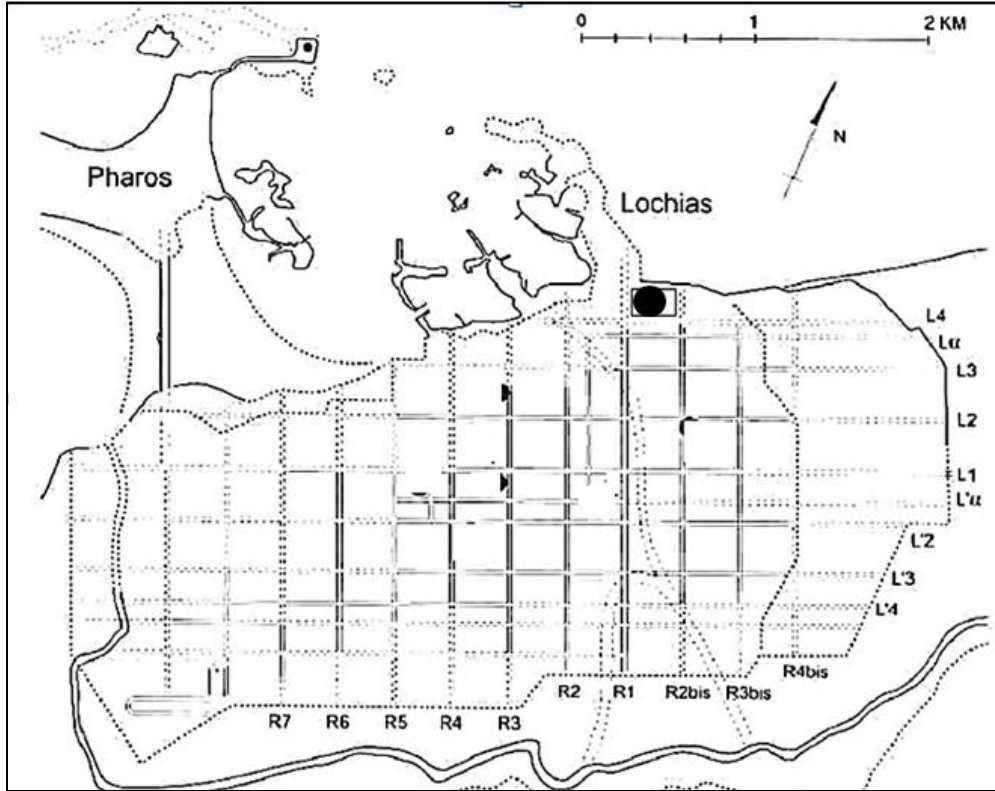 0 1 2 KM
N
Pharos
Lochias
L4
Lα
L3
L2
L1
L'α
L'2
L'3
L'4
R4bis
R2 R1 R2bis R3bis
R7 R6 R5 R4 R3